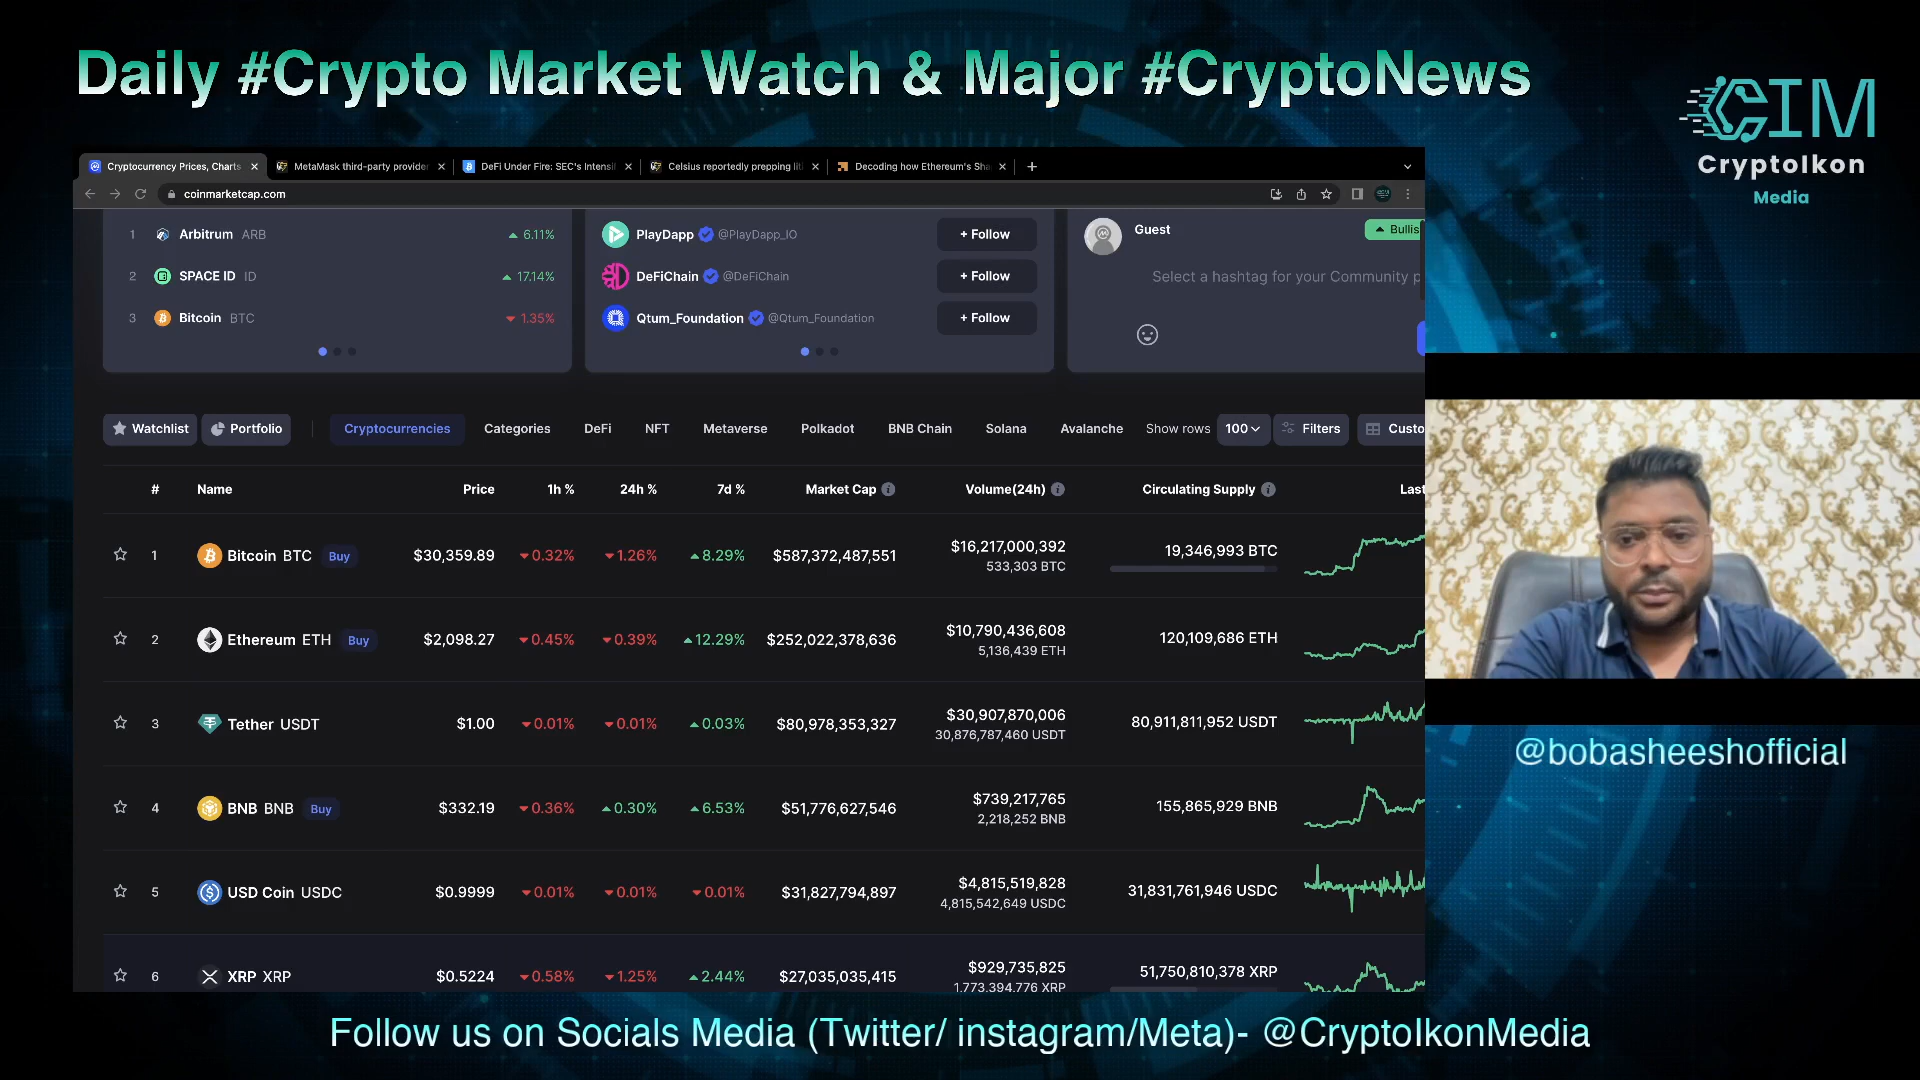 Daily #Crypto Market Watch & Major #CryptoNews
CIM
CryptoIkon
Media
Cryptocurrency Prices, Charts
MetaMask third-party provide
DeFi Under Fire: SEC's Intensi
Celsius reportedly prepping liti
Decoding how Ethereum's Sha
coinmarketcap.com
1 Arbitrum ARB 6.11%
2 SPACE ID ID 17.14%
3 Bitcoin BTC 1.35%
PlayDapp @PlayDapp_IO + Follow
DeFiChain @DeFiChain + Follow
Qtum_Foundation @Qtum_Foundation + Follow
Guest Bullis
Select a hashtag for your Community p
Watchlist Portfolio Cryptocurrencies Categories DeFi NFT Metaverse Polkadot BNB Chain Solana Avalanche Show rows 100 Filters Custo
# Name Price 1h % 24h % 7d % Market Cap Volume(24h) Circulating Supply Last
1 Bitcoin BTC Buy $30,359.89 0.32% 1.26% 8.29% $587,372,487,551 $16,217,000,392 19,346,993 BTC
533,303 BTC
2 Ethereum ETH Buy $2,098.27 0.45% 0.39% 12.29% $252,022,378,636 $10,790,436,608 120,109,686 ETH
5,136,439 ETH
3 Tether USDT $1.00 0.01% 0.01% 0.03% $80,978,353,327 $30,907,870,006 80,911,811,952 USDT
30,876,787,460 USDT
4 BNB BNB Buy $332.19 0.36% 0.30% 6.53% $51,776,627,546 $739,217,765 155,865,929 BNB
2,218,252 BNB
5 USD Coin USDC $0.9999 0.01% 0.01% 0.01% $31,827,794,897 $4,815,519,828 31,831,761,946 USDC
4,815,542,649 USDC
6 XRP XRP $0.5224 0.58% 1.25% 2.44% $27,035,035,415 $929,735,825 51,750,810,378 XRP
1,773,394,776 XRP
@bobasheeshofficial
Follow us on Socials Media (Twitter/ instagram/Meta)- @CryptoIkonMedia